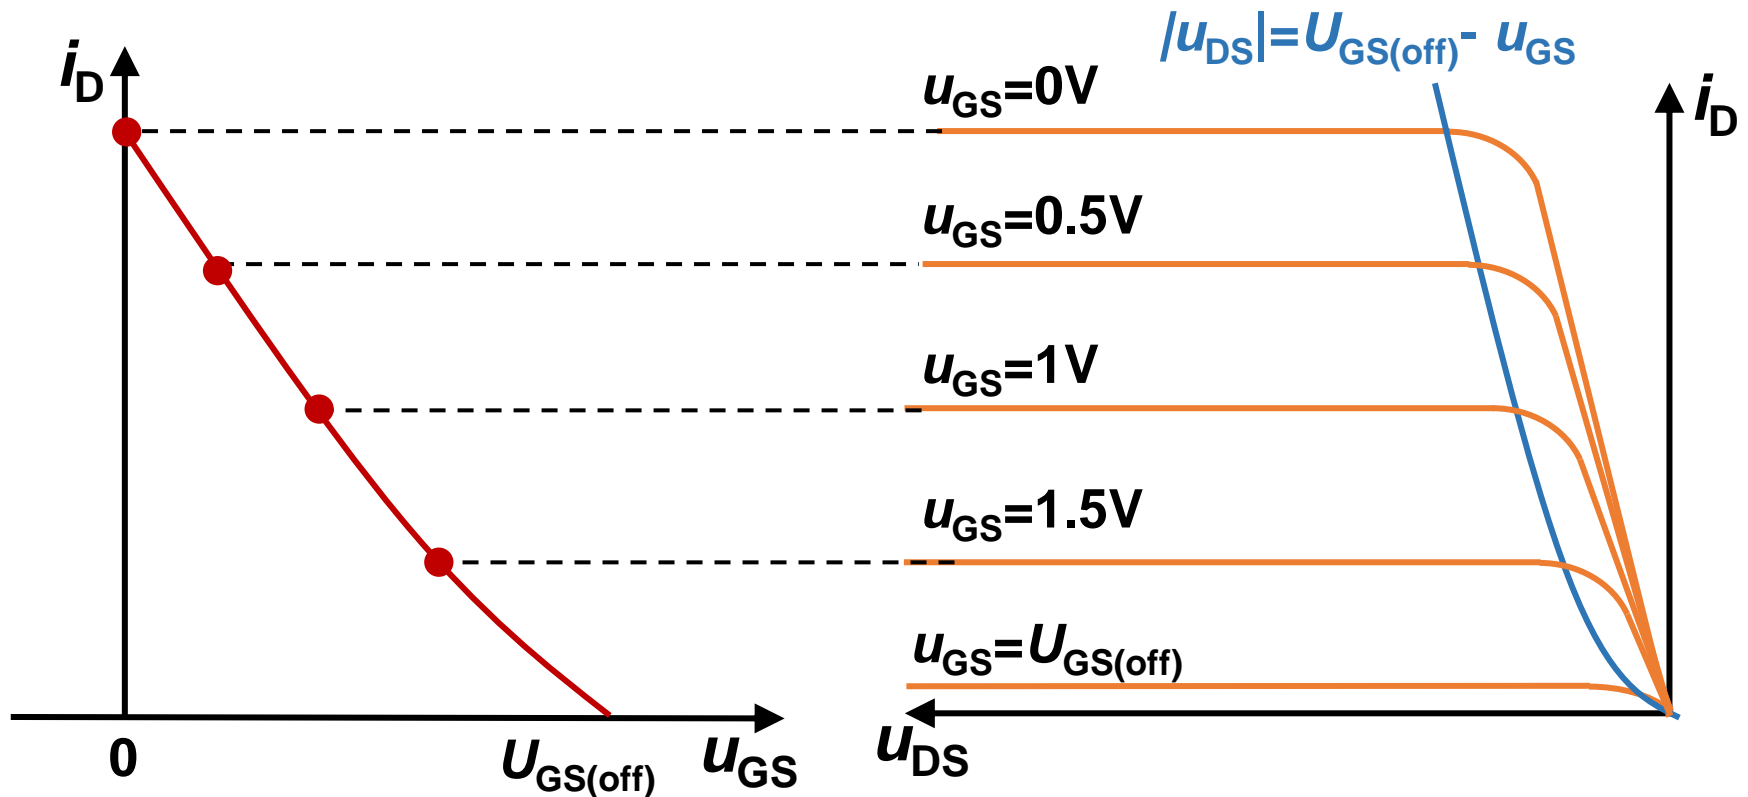 |uDS|=UGS(off)- uGS
iD
uGS=0V
iD
uGS=0.5V
uGS=1V
uGS=1.5V
uGS=UGS(off)
0
UGS(off)
uGS
uDS